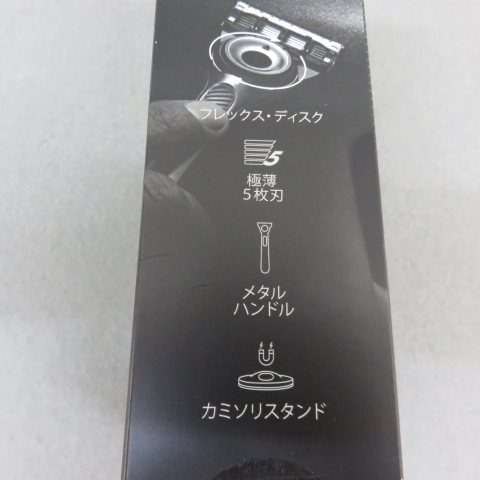 フレックス・ディスク
5
極薄
5枚刃
メタル
ハンドル
カミソリスタンド